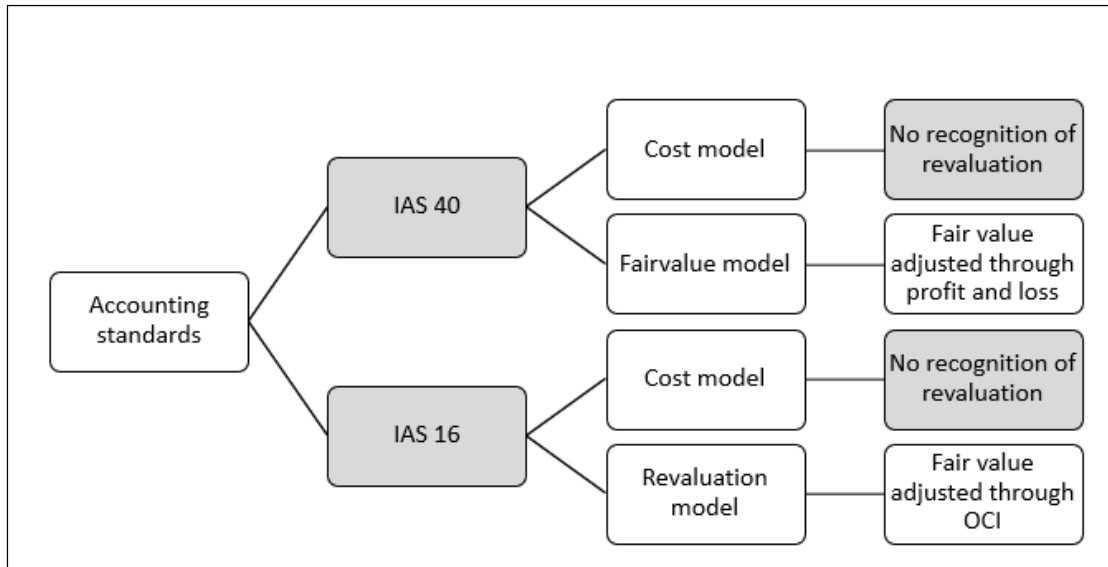 Accounting
standards
IAS 40
Cost model
No recognition of
revaluation
Fairvalue model
Fair value
adjusted through
profit and loss
IAS 16
Cost model
No recognition of
revaluation
Revaluation
model
Fair value
adjusted through
OCI